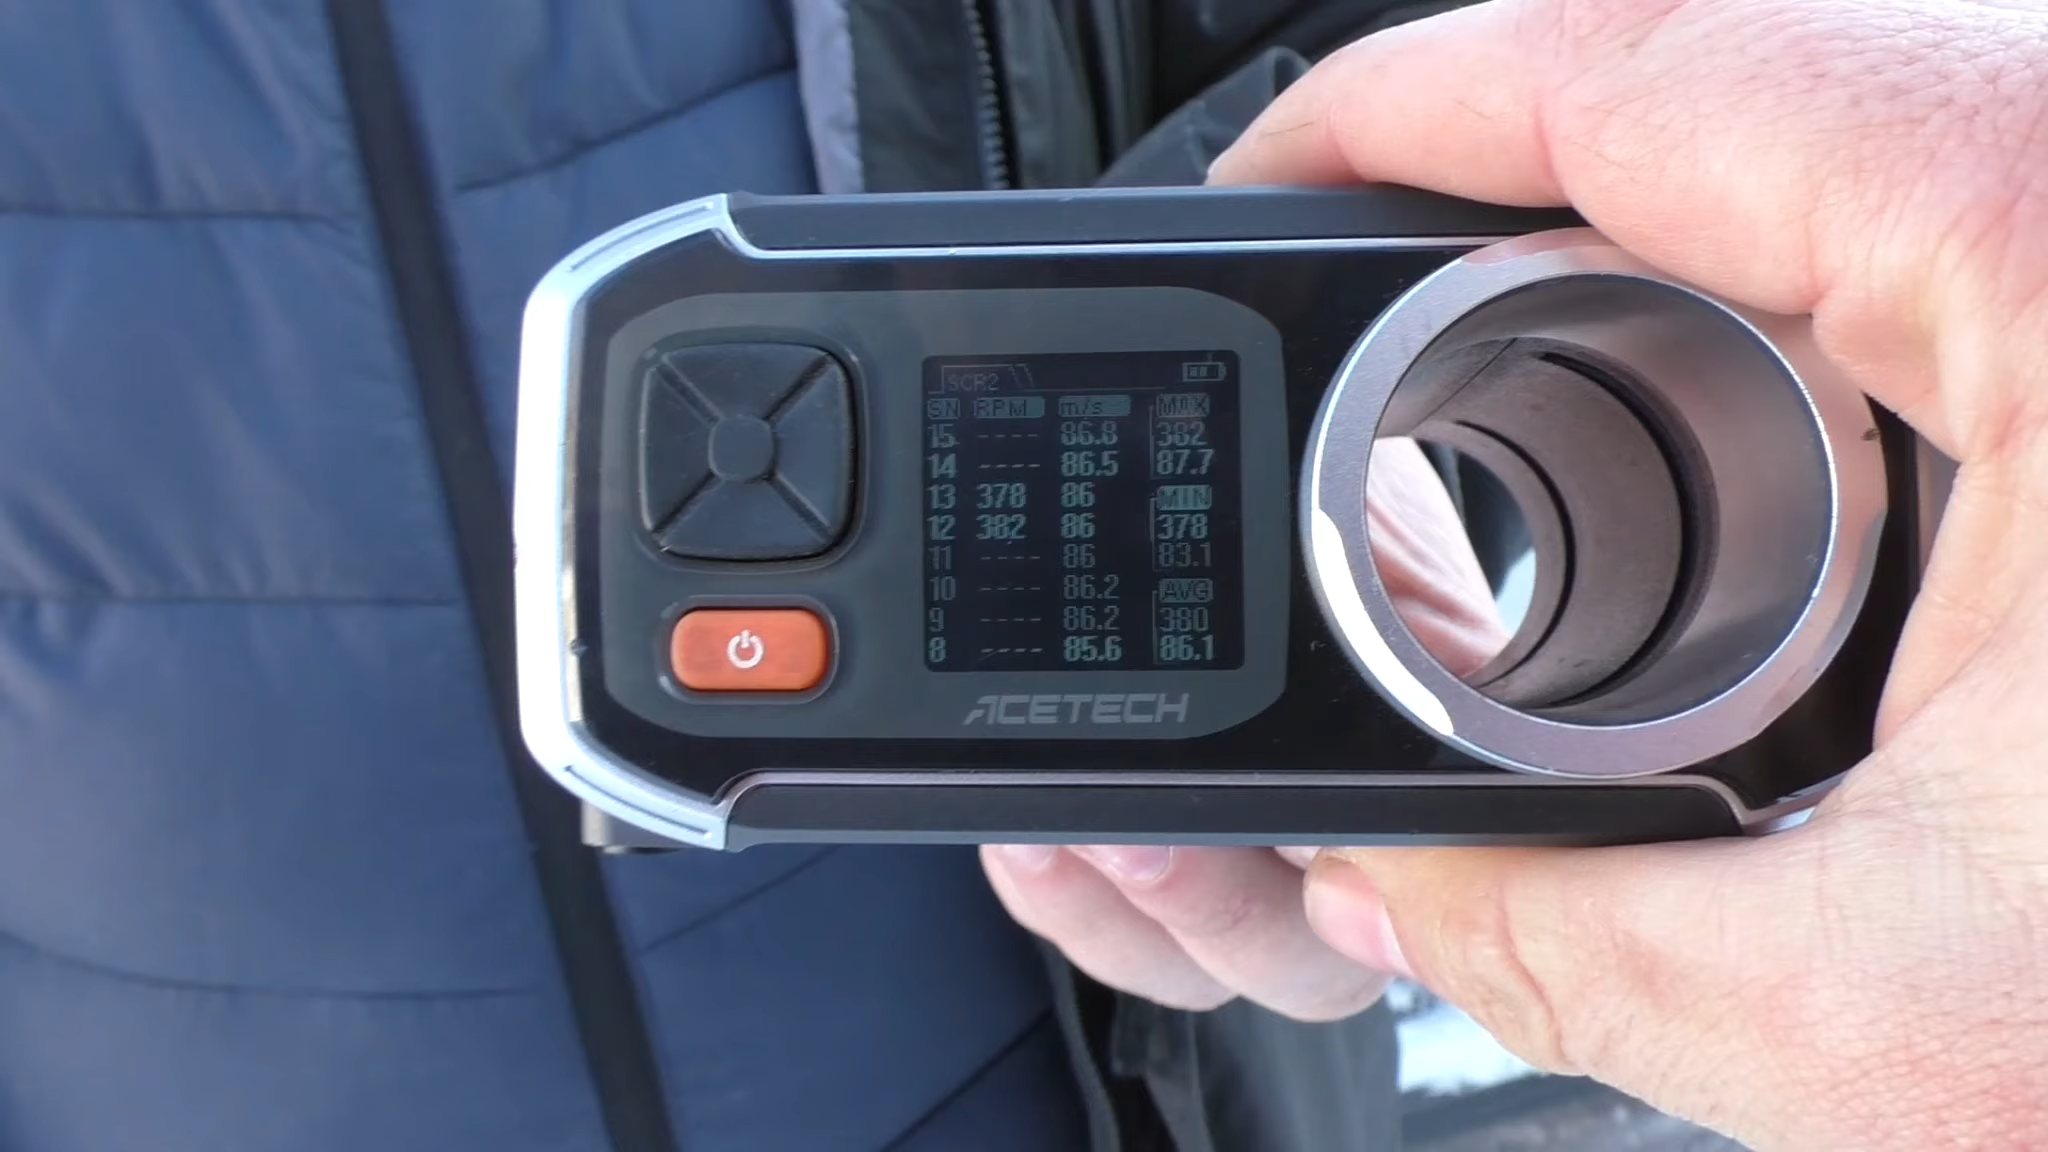 SCR2
SN RPM m/s MAX
15 ---- 86.8 382
14 ---- 86.5 87.7
13 378 86 MIN
12 382 86 378
11 ---- 86 83.1
10 ---- 86.2 AVG
9 ---- 86.2 380
8 ---- 85.6 86.1
ACETECH